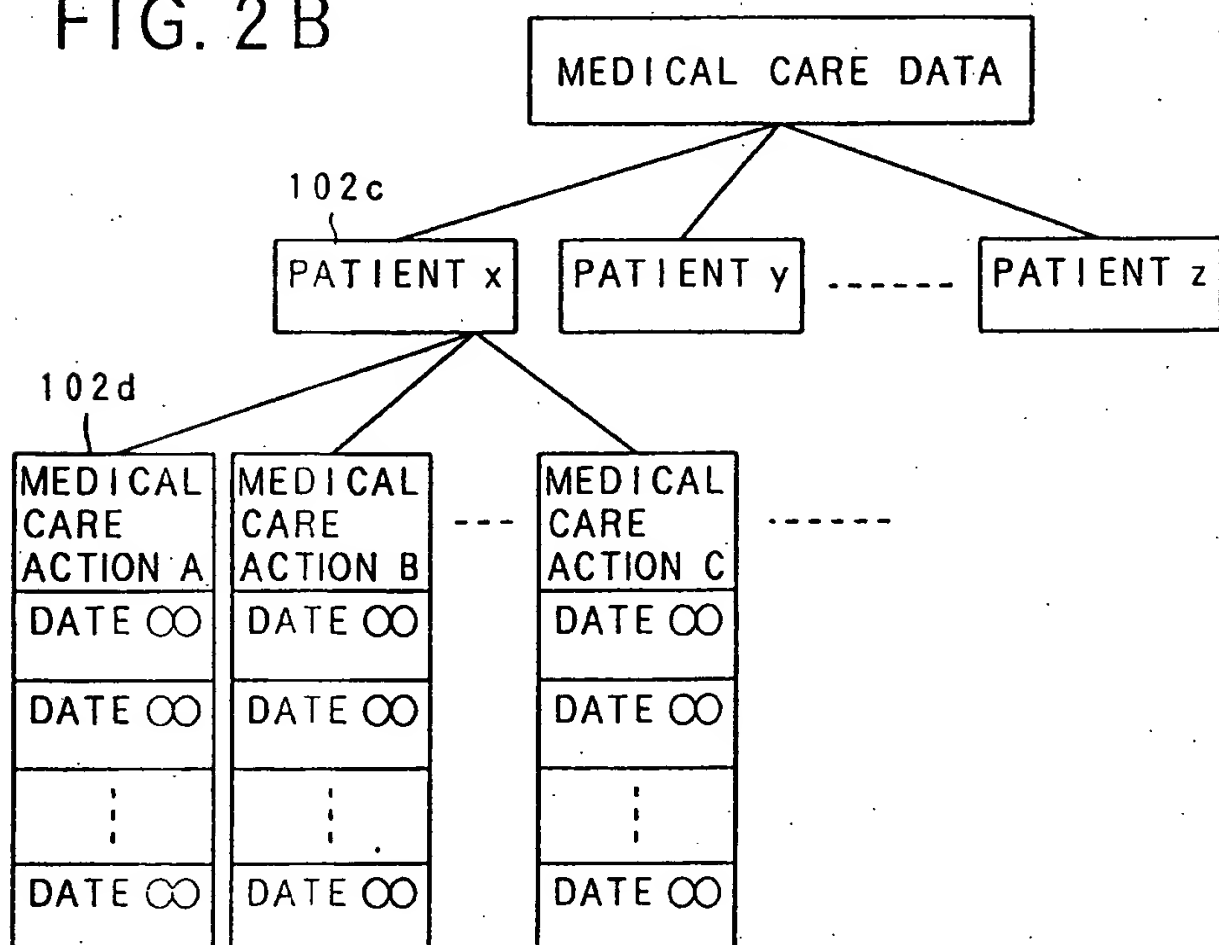 FIG. 2B
MEDICAL CARE DATA
102c
PATIENT x
PATIENT y
PATIENT z
102d
MEDICAL
CARE
ACTION A
MEDICAL
CARE
ACTION B
MEDICAL
CARE
ACTION C
DATE ○○
DATE ○○
DATE ○○
DATE ○○
DATE ○○
DATE ○○
DATE ○○
DATE ○○
DATE ○○